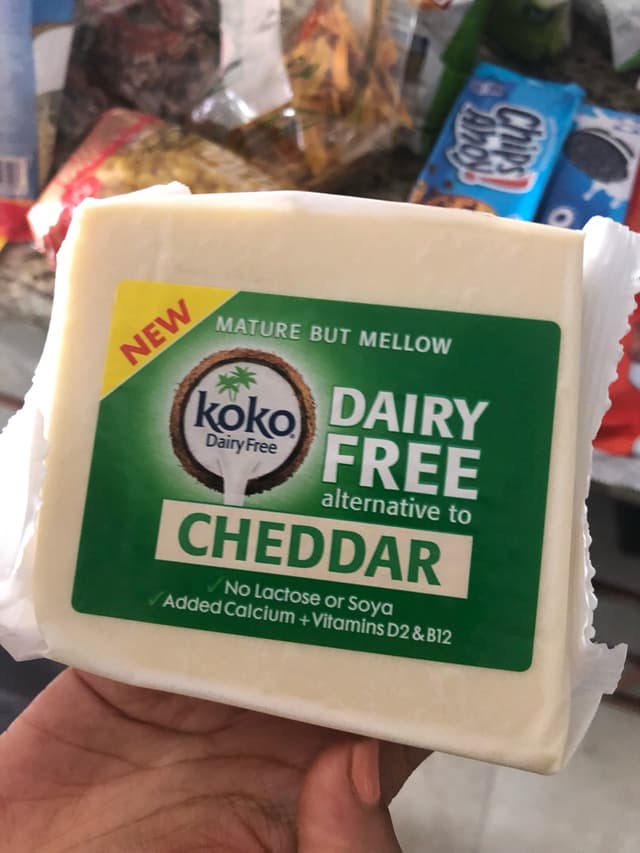 Chips
Ahoy!
NEW
MATURE BUT MELLOW
koko
Dairy Free
DAIRY
FREE
alternative to
CHEDDAR
No Lactose or Soya
Added Calcium + Vitamins D2 & B12